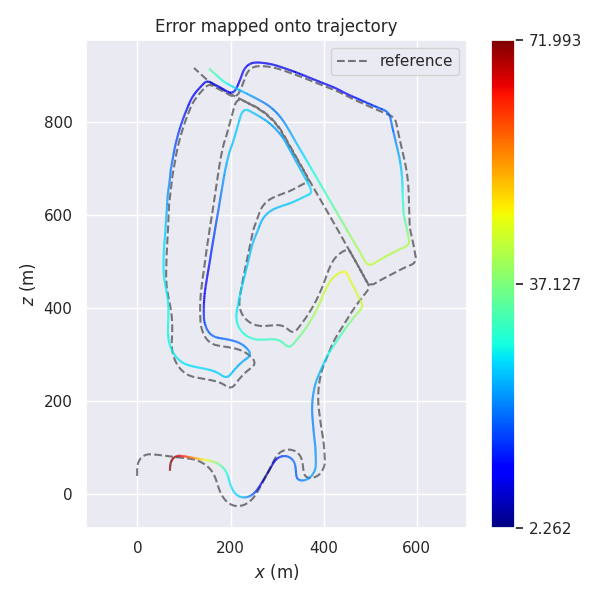 Error mapped onto trajectory
reference
71.993
37.127
2.262
800
600
400
200
0
z (m)
0 200 400 600
x (m)